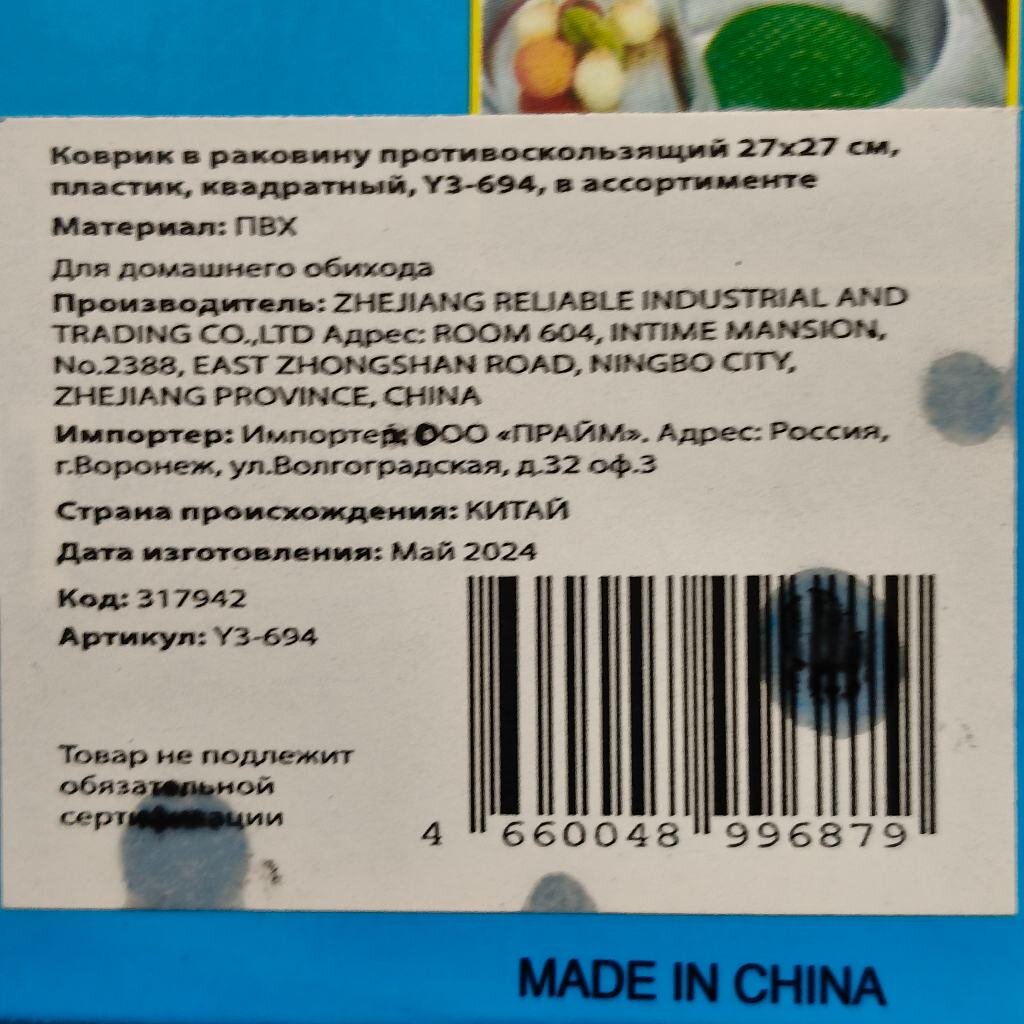 Коврик в раковину противоскользящий 27х27 см,
пластик, квадратный, Y3-694, в ассортименте
Материал: ПВХ
Для домашнего обихода
Производитель: ZHEJIANG RELIABLE INDUSTRIAL AND
TRADING CO.,LTD Адрес: ROOM 604, INTIME MANSION,
No.2388, EAST ZHONGSHAN ROAD, NINGBO CITY,
ZHEJIANG PROVINCE, CHINA
Импортер: Импортер: ООО «ПРАЙМ». Адрес: Россия,
г.Воронеж, ул.Волгоградская, д.32 оф.3
Страна происхождения: КИТАЙ
Дата изготовления: Май 2024
Код: 317942
Артикул: Y3-694
Товар не подлежит
обязательной
сертификации
4 660048 996879
MADE IN CHINA